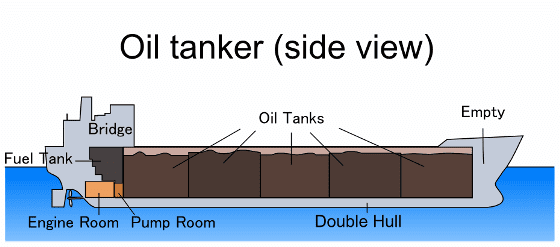 Oil tanker (side view)
Bridge
Oil Tanks
Empty
Fuel Tank
Engine Room
Pump Room
Double Hull